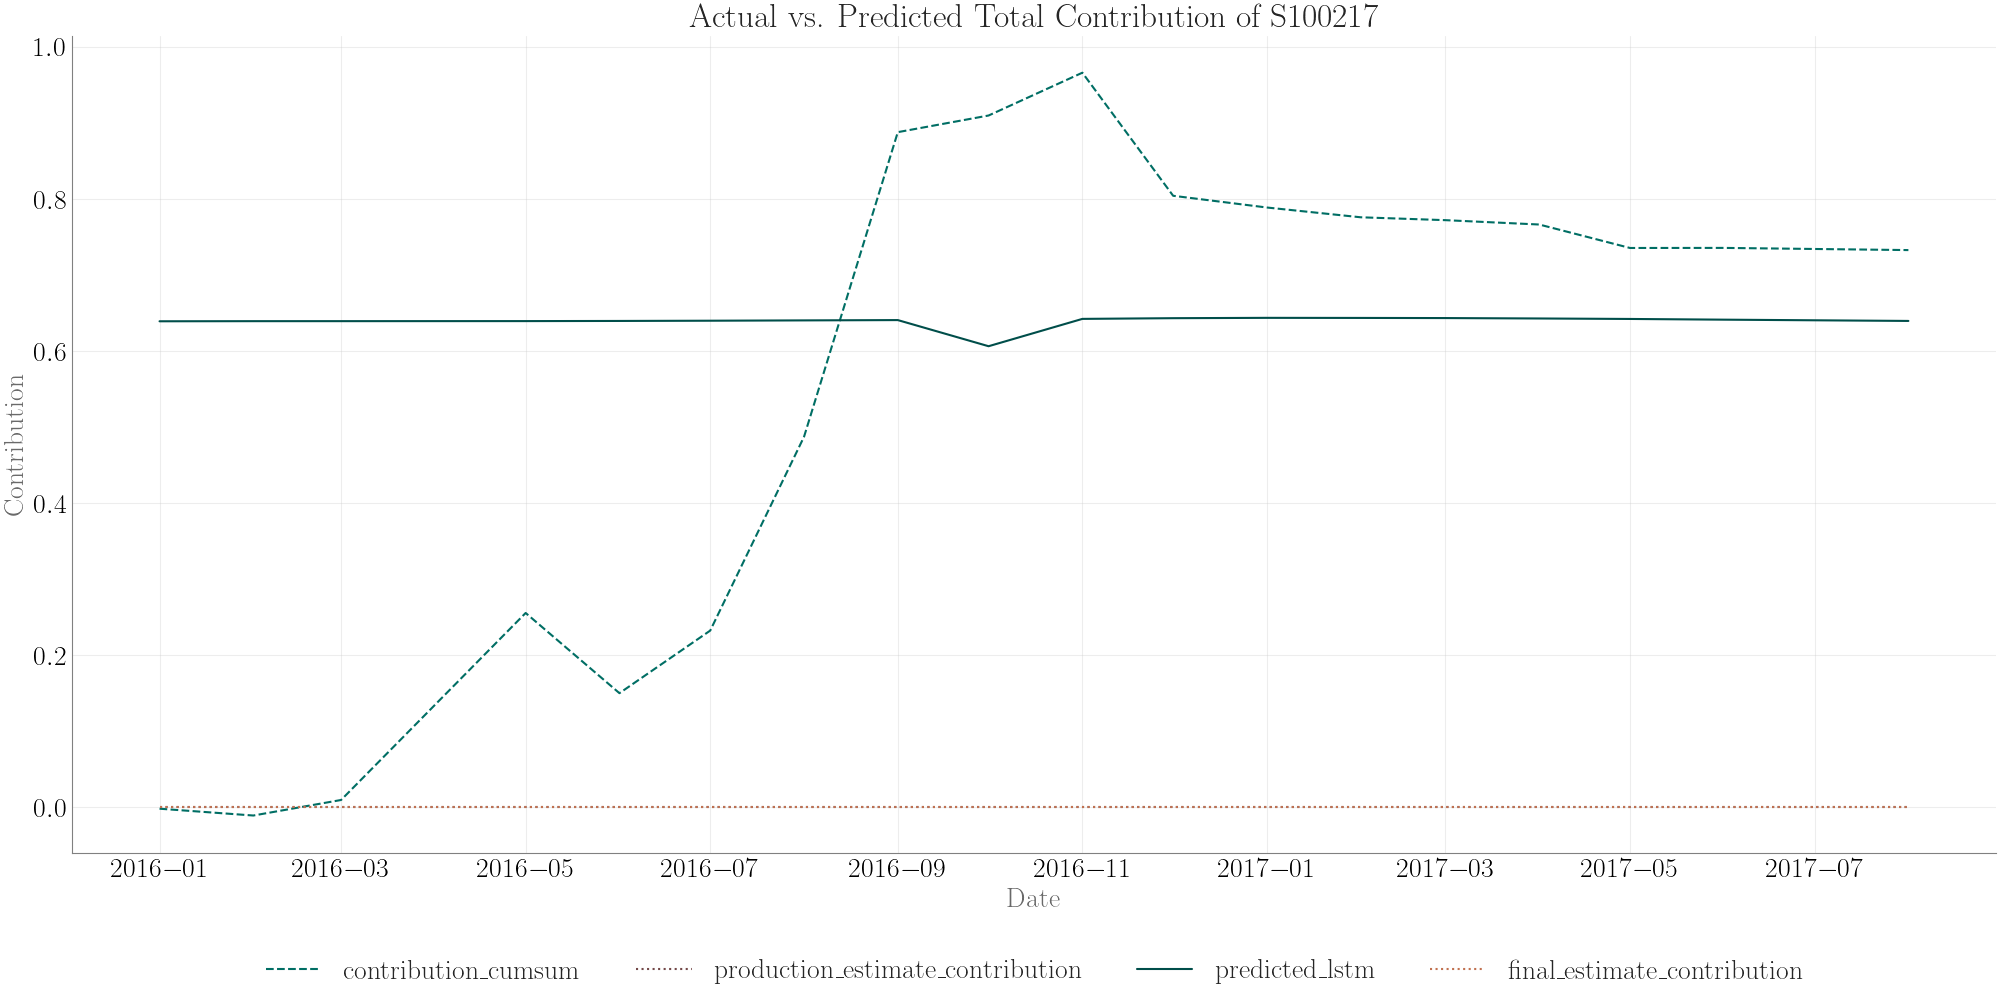 Actual vs. Predicted Total Contribution of S100217
1.0
0.8
0.6
0.4
0.2
0.0
Contribution
2016−01 2016−03 2016−05 2016−07 2016−09 2016−11 2017−01 2017−03 2017−05 2017−07
Date
contribution_cumsum production_estimate_contribution predicted_lstm final_estimate_contribution